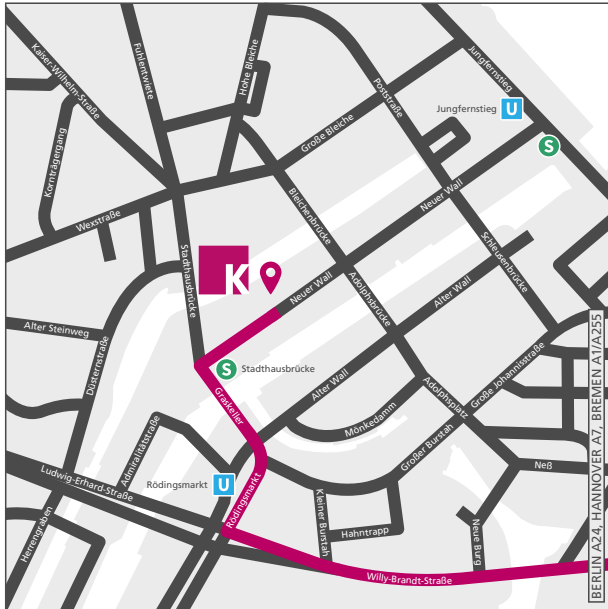 Kaiser-Wilhelm-Straße
Fuhlentwiete
Hohe Bleiche
Jungfernstieg
Poststraße
Jungfernstieg U
S
Große Bleiche
Kornträgergang
Neuer Wall
Wexstraße
Bleichenbrücke
Stadthausbrücke
Schleusenbrücke
K
Neuer Wall
Adolphsbrücke
Alter Wall
Alter Steinweg
Düsternstraße
S Stadthausbrücke
Alter Wall
Große Johannisstraße
Graskeller
Adolphsplatz
Mönkedamm
Admiralitätstraße
Großer Burstah
Ludwig-Erhard-Straße
Rödingsmarkt U
Neß
Rödingsmarkt
Kleiner Burstah
Hahntrapp
Neue Burg
Herrengraben
Willy-Brandt-Straße
BERLIN A24, HANNOVER A7, BREMEN A1/A255